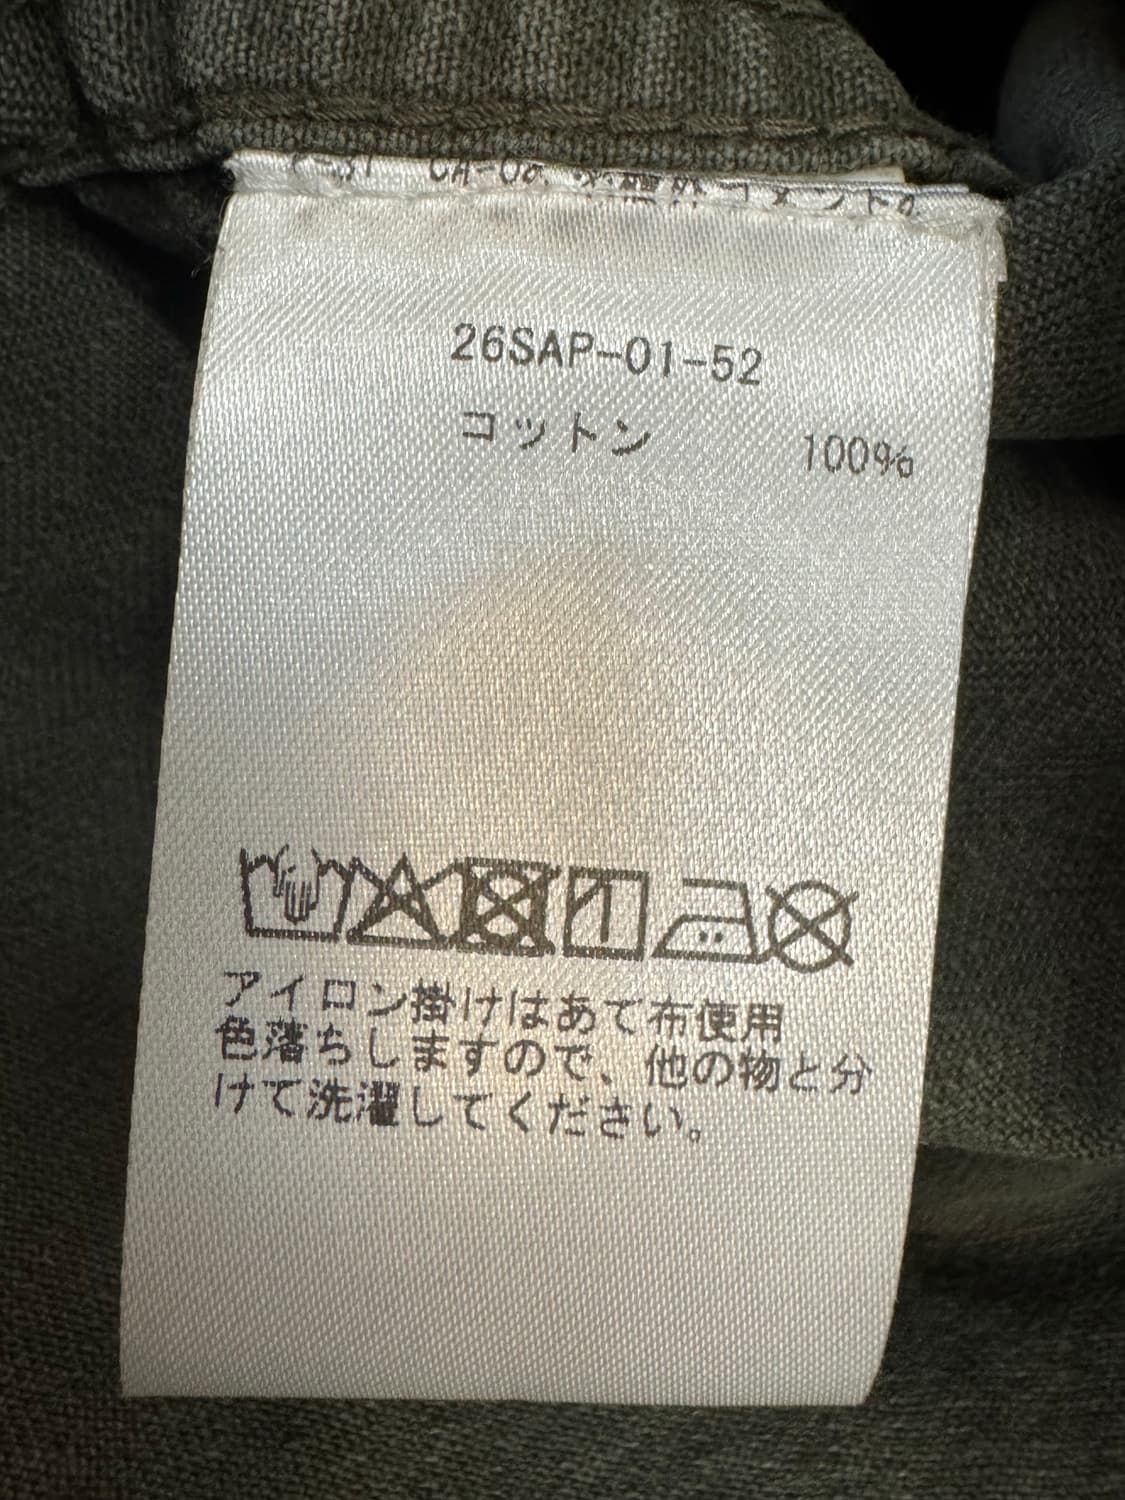 26SAP-01-52
コットン 100%
アイロン掛けはあて布使用
色落ちしますので、他の物と分
けて洗濯してください。